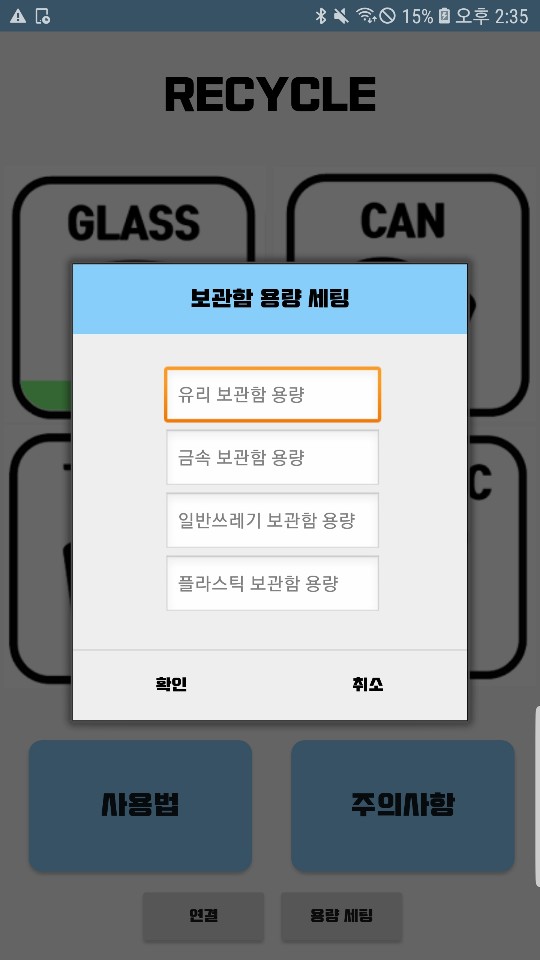 15% 오후 2:35
RECYCLE
GLASS
CAN
보관함 용량 세팅
유리 보관함 용량
금속 보관함 용량
일반쓰레기 보관함 용량
플라스틱 보관함 용량
확인
취소
사용법
주의사항
연결
용량 세팅